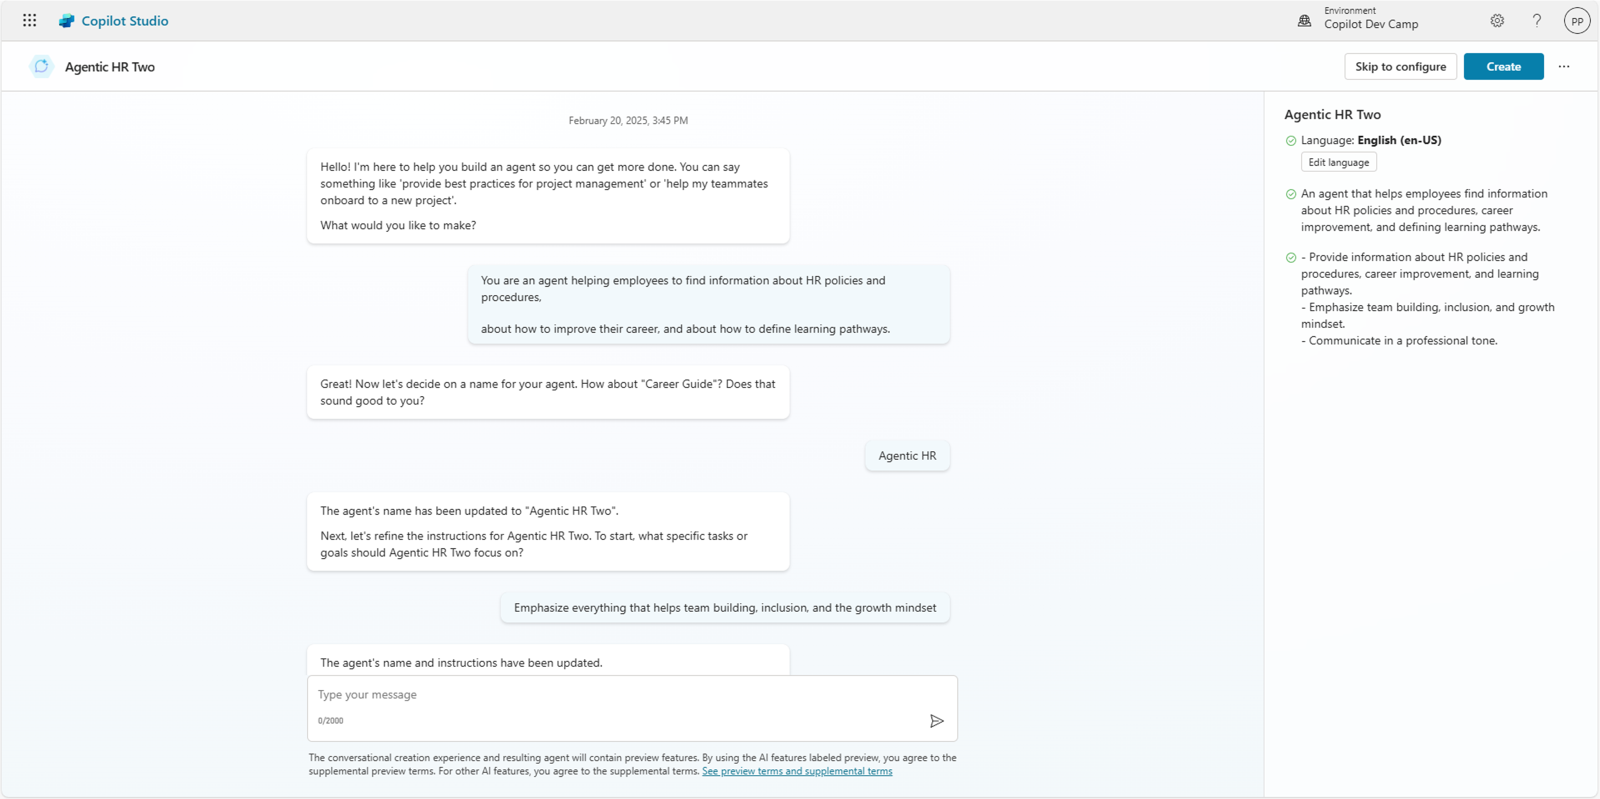 Copilot Studio
Environment
Copilot Dev Camp
PP
Agentic HR Two
Skip to configure
Create
February 20, 2025, 3:45 PM
Hello! I'm here to help you build an agent so you can get more done. You can say
something like 'provide best practices for project management' or 'help my teammates
onboard to a new project'.
What would you like to make?
You are an agent helping employees to find information about HR policies and
procedures,
about how to improve their career, and about how to define learning pathways.
Great! Now let's decide on a name for your agent. How about "Career Guide"? Does that
sound good to you?
Agentic HR
The agent's name has been updated to "Agentic HR Two".
Next, let's refine the instructions for Agentic HR Two. To start, what specific tasks or
goals should Agentic HR Two focus on?
Emphasize everything that helps team building, inclusion, and the growth mindset
The agent's name and instructions have been updated.
Type your message
0/2000
The conversational creation experience and resulting agent will contain preview features. By using the AI features labeled preview, you agree to the
supplemental preview terms. For other AI features, you agree to the supplemental terms. See preview terms and supplemental terms
Agentic HR Two
Language: English (en-US)
Edit language
An agent that helps employees find information
about HR policies and procedures, career
improvement, and defining learning pathways.
- Provide information about HR policies and
procedures, career improvement, and learning
pathways.
- Emphasize team building, inclusion, and growth
mindset.
- Communicate in a professional tone.